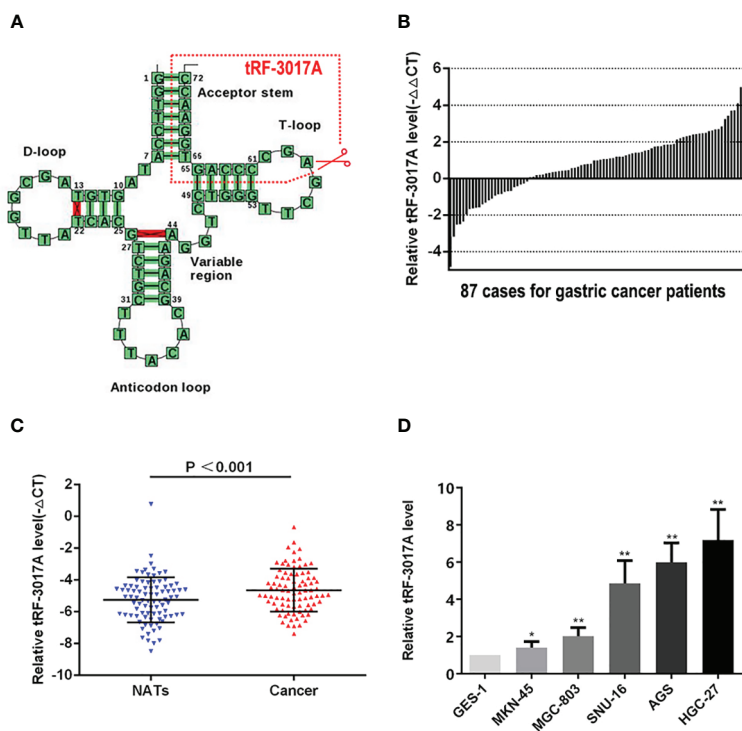 A
tRF-3017A
1
72
Acceptor stem
T-loop
D-loop
7
66
65
61
49
53
13
10
22
25
27
44
31
39
Variable region
Anticodon loop
B
Relative tRF-3017A level(-△△CT)
6
4
2
0
-2
-4
87 cases for gastric cancer patients
C
P <0.001
Relative tRF-3017A level(-△CT)
2
0
-2
-4
-6
-8
-10
NATs
Cancer
D
Relative tRF-3017A level
10
8
6
4
2
0
*
**
**
**
**
GES-1
MKN-45
MGC-803
SNU-16
AGS
HGC-27